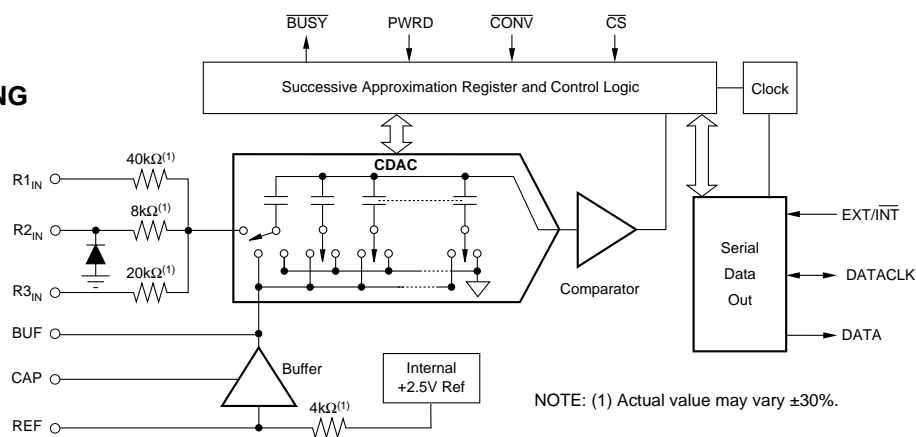 BUSY
PWRD
CONV
CS
NG
Successive Approximation Register and Control Logic
Clock
CDAC
40kΩ(1)
R1IN
8kΩ(1)
R2IN
20kΩ(1)
R3IN
BUF
CAP
REF
Buffer
4kΩ(1)
Internal
+2.5V Ref
Comparator
Serial
Data
Out
EXT/INT
DATACLK
DATA
NOTE: (1) Actual value may vary ±30%.